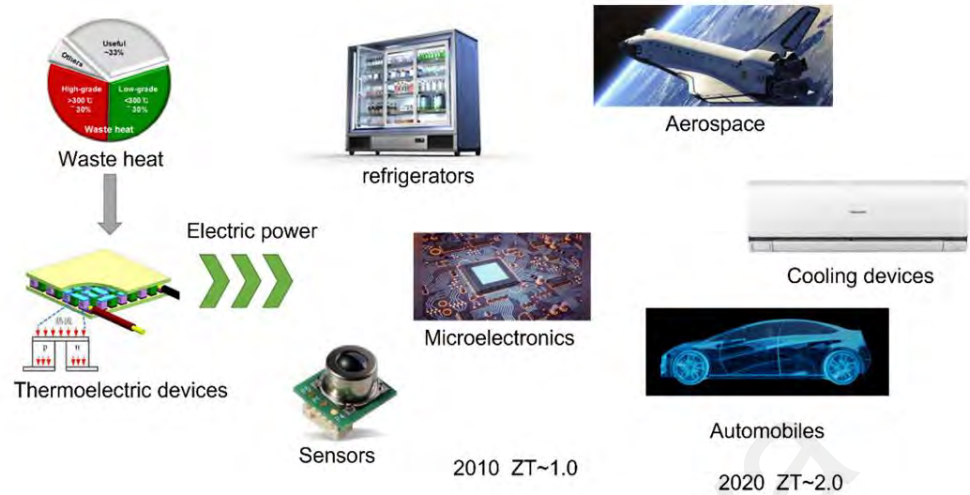 Useful
~33%
Others
High-grade
>300 ℃
~30%
Low-grade
<300 ℃
~30%
Waste heat
Waste heat
refrigerators
Aerospace
Electric power
Cooling devices
Microelectronics
p
n
Thermoelectric devices
Automobiles
Sensors
2010 ZT~1.0
2020 ZT~2.0